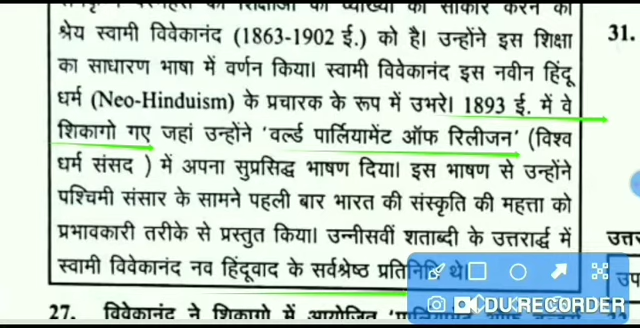 श्रेय स्वामी विवेकानंद (1863-1902 ई.) को है। उन्होंने इस शिक्षा
31.
का साधारण भाषा में वर्णन किया। स्वामी विवेकानंद इस नवीन हिंदू
धर्म (Neo-Hinduism) के प्रचारक के रूप में उभरे। 1893 ई. में वे
शिकागो गए जहां उन्होंने 'वर्ल्ड पार्लियामेंट ऑफ रिलीजन' (विश्व
धर्म संसद ) में अपना सुप्रसिद्ध भाषण दिया। इस भाषण से उन्होंने
पश्चिमी संसार के सामने पहली बार भारत की संस्कृति की महत्ता को
प्रभावकारी तरीके से प्रस्तुत किया। उन्नीसवीं शताब्दी के उत्तरार्द्ध में
स्वामी विवेकानंद नव हिंदूवाद के सर्वश्रेष्ठ प्रतिनिधि थे।
DU RECORDER
27. विवेकानंद ने शिकागो में आयोजित